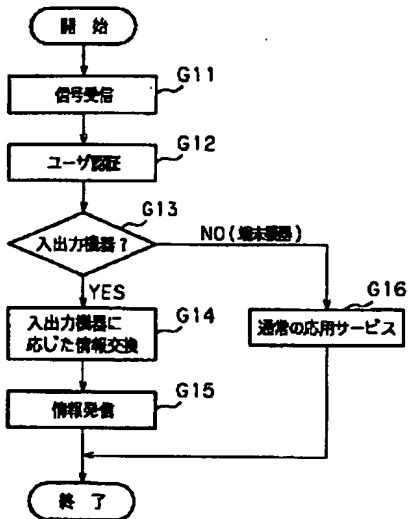 開 始
G11
信号受信
G12
ユーザ認証
G13
入出力機器?
NO(端末機器)
YES
G14
入出力機器に
応じた情報交換
G16
通常の応用サービス
G15
情報発信
終 了